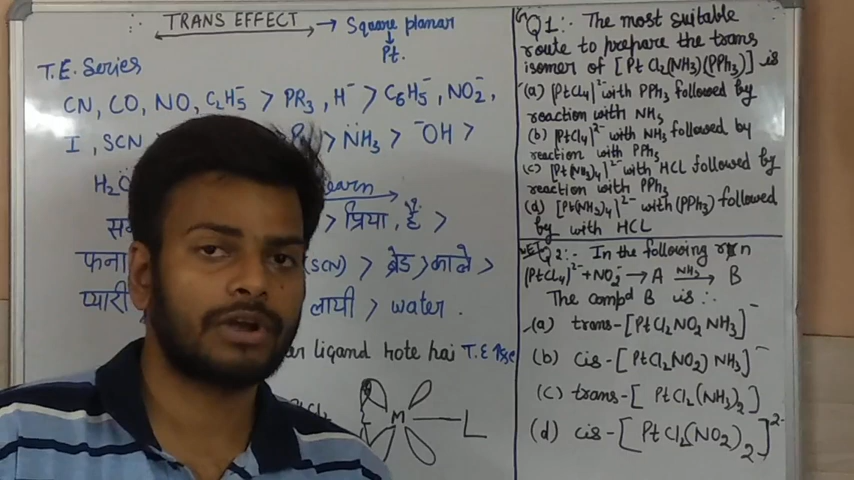 TRANS EFFECT → Square planar
↓
Pt.
T.E. Series
CN, CO, NO, C2H5⁻ > PR3, H⁻ > C6H5⁻, NO2⁻,
I, SCN > NH3 > ⁻OH >
H2O
> प्रिया, है >
फना (SCN) > ब्रेड > काले >
प्यारी लायी > water.
ligand hote hai T.E
M L
Q1:- The most suitable
route to prepare the trans
isomer of [Pt Cl2(NH3)(PPh3)] is
(a) [PtCl4]²⁻ with PPh3 followed by
reaction with NH3
(b) [PtCl4]²⁻ with NH3 followed by
reaction with PPh3
(c) [Pt(NH3)4]²⁻ with HCL followed by
reaction with PPh3
(d) [Pt(NH3)4]²⁻ with (PPh3) followed
by with HCL
Q2:- In the following rxn
[PtCl4]²⁻ + NO2⁻ → A NH3→ B
The compd B is :-
(a) trans-[PtCl2NO2 NH3]⁻
(b) cis-[PtCl2NO2) NH3]⁻
(c) trans-[PtCl2(NH3)2]
(d) cis-[PtCl2(NO2)2]²⁻